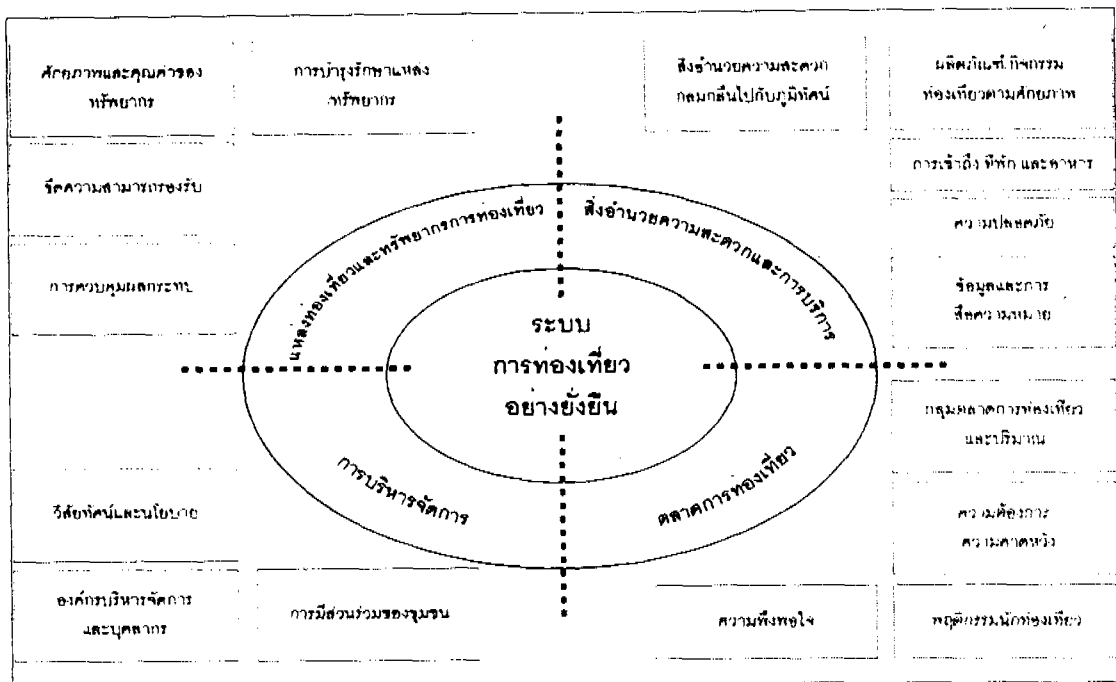 ศักยภาพและคุณค่าของ
ทรัพยากร
การบำรุงรักษาแหล่ง
ทรัพยากร
สิ่งอำนวยความสะดวก
กลมกลืนไปกับภูมิทัศน์
ผลิตภัณฑ์ กิจกรรม
ท่องเที่ยวตามศักยภาพ
ขีดความสามารถรองรับ
การเข้าถึง ที่พัก และอาหาร
ความปลอดภัย
การควบคุมผลกระทบ
ข้อมูลและการ
สื่อความหมาย
แหล่งท่องเที่ยวและทรัพยากรการท่องเที่ยว
สิ่งอำนวยความสะดวกและการบริการ
ระบบ
การท่องเที่ยว
อย่างยั่งยืน
การบริหารจัดการ
ตลาดการท่องเที่ยว
กลุ่มตลาดการท่องเที่ยว
และปริมาณ
วิสัยทัศน์และนโยบาย
ความต้องการ
ความคาดหวัง
องค์กรบริหารจัดการ
และบุคลากร
การมีส่วนร่วมของชุมชน
ความพึงพอใจ
พฤติกรรมนักท่องเที่ยว